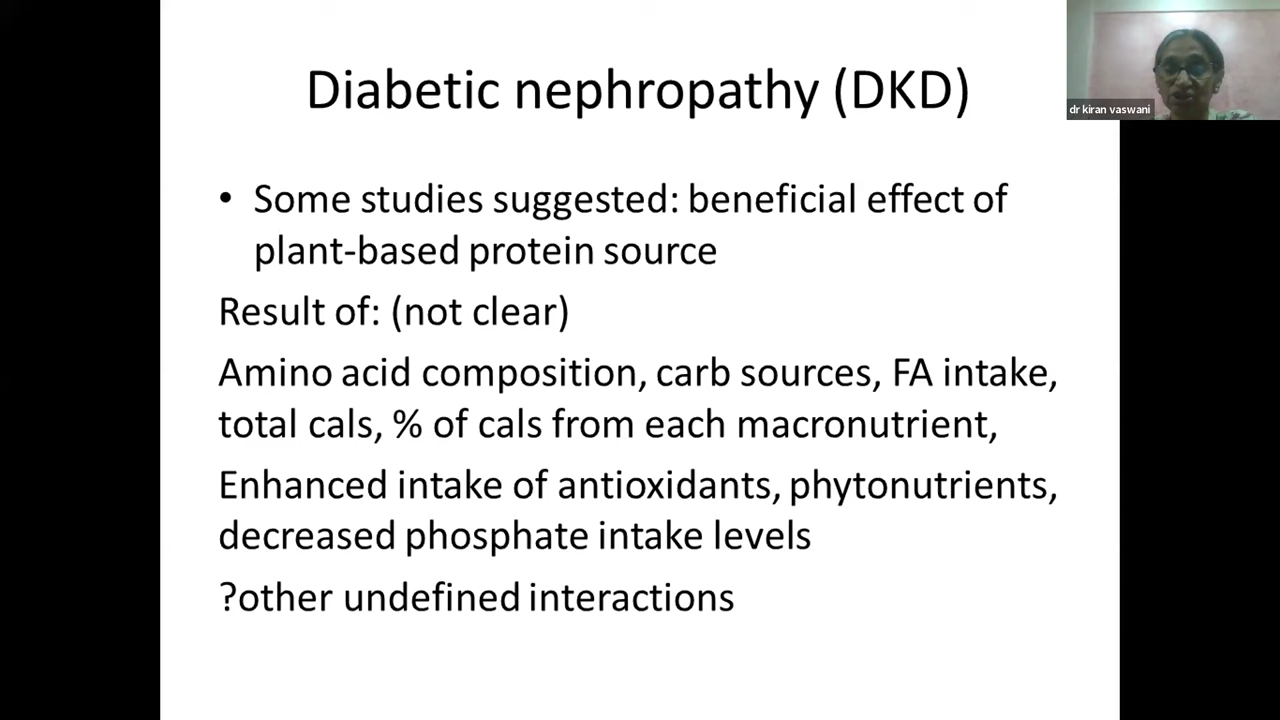 Diabetic nephropathy (DKD)
dr kiran vaswani
• Some studies suggested: beneficial effect of
plant-based protein source
Result of: (not clear)
Amino acid composition, carb sources, FA intake,
total cals, % of cals from each macronutrient,
Enhanced intake of antioxidants, phytonutrients,
decreased phosphate intake levels
?other undefined interactions